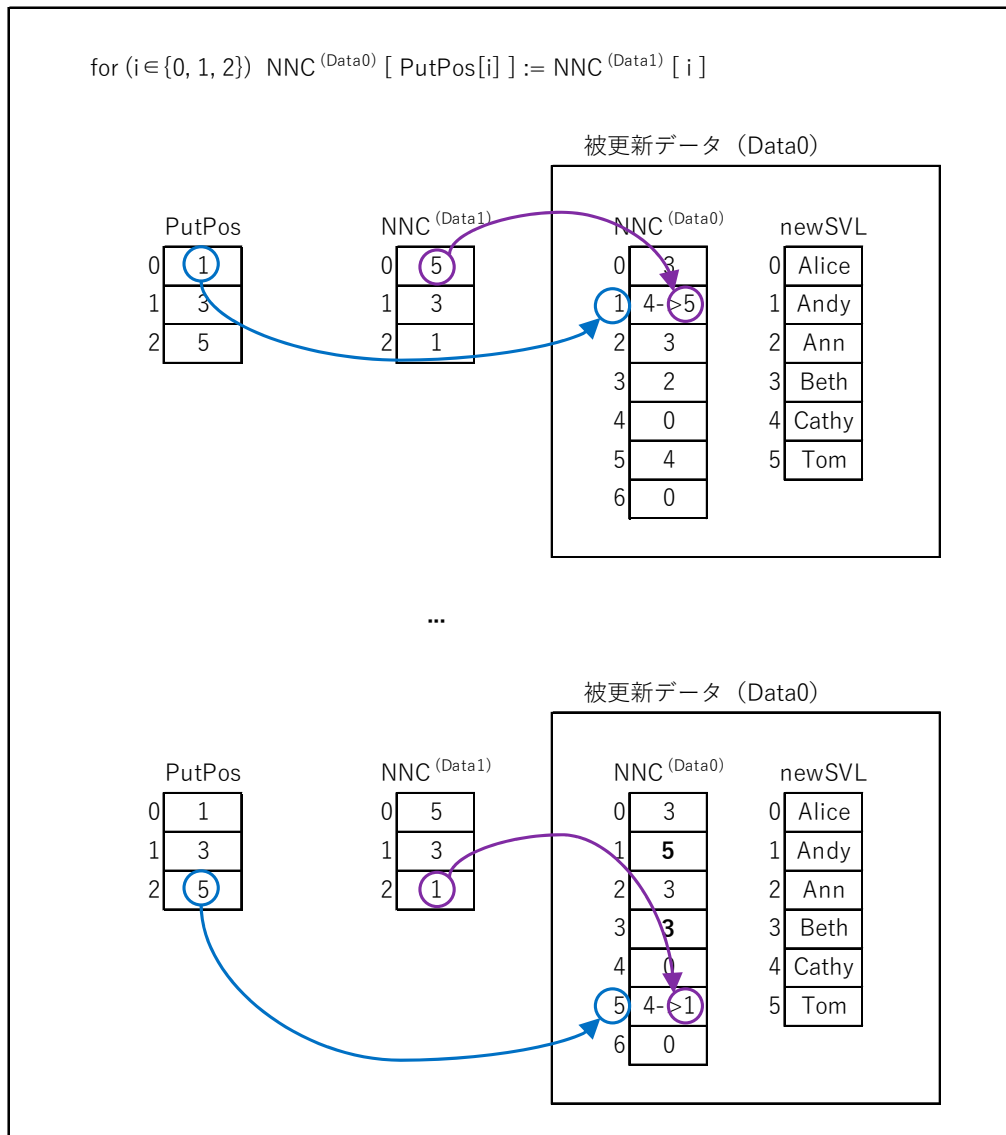 for (i∈{0, 1, 2}) NNC (Data0) [ PutPos[i] ] := NNC (Data1) [ i ]
被更新データ（Data0）
PutPos NNC (Data1) NNC (Data0) newSVL
0 1 0 5 0 3 0 Alice
1 3 1 3 1 4->5 1 Andy
2 5 2 1 2 3 2 Ann
3 2 3 Beth
4 0 4 Cathy
5 4 5 Tom
6 0
...
被更新データ（Data0）
PutPos NNC (Data1) NNC (Data0) newSVL
0 1 0 5 0 3 0 Alice
1 3 1 3 1 5 1 Andy
2 5 2 1 2 3 2 Ann
3 3 3 Beth
4 0 4 Cathy
5 4->1 5 Tom
6 0